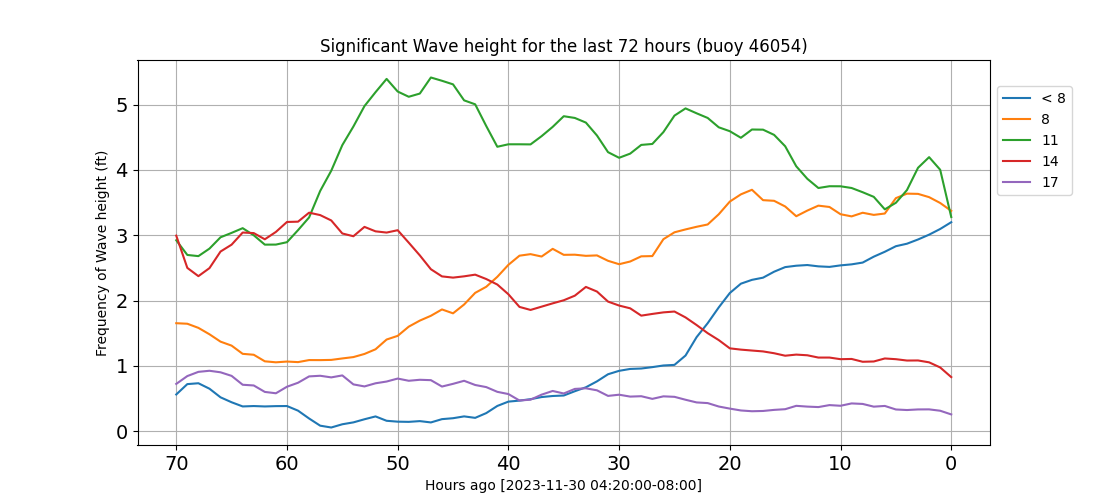 Significant Wave height for the last 72 hours (buoy 46054)
Frequency of Wave height (ft)
5
4
3
2
1
0
70 60 50 40 30 20 10 0
Hours ago [2023-11-30 04:20:00-08:00]
< 8
8
11
14
17